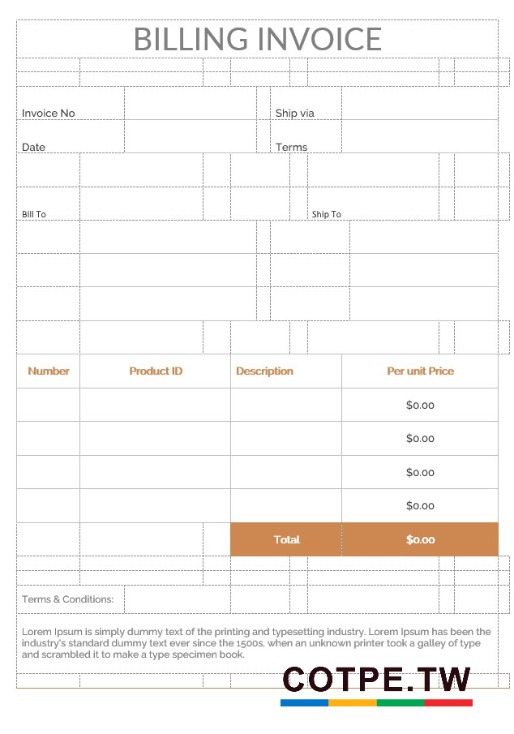 BILLING INVOICE
Invoice No
Ship via
Date
Terms
Bill To
Ship To
Number Product ID Description Per unit Price
$0.00
$0.00
$0.00
$0.00
Total $0.00
Terms & Conditions:
Lorem Ipsum is simply dummy text of the printing and typesetting industry. Lorem Ipsum has been the
industry's standard dummy text ever since the 1500s, when an unknown printer took a galley of type
and scrambled it to make a type specimen book.
COTPE.TW